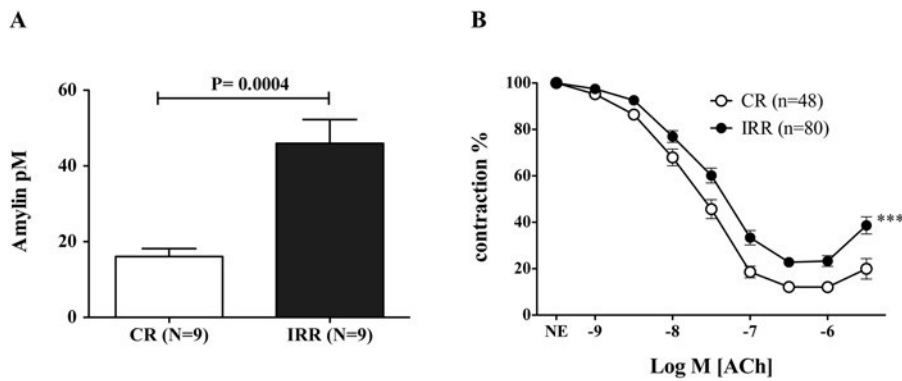 A
P= 0.0004
Amylin pM
60
40
20
0
CR (N=9)
IRR (N=9)
B
contraction %
100
80
60
40
20
0
CR (n=48)
IRR (n=80)
***
NE -9 -8 -7 -6
Log M [ACh]